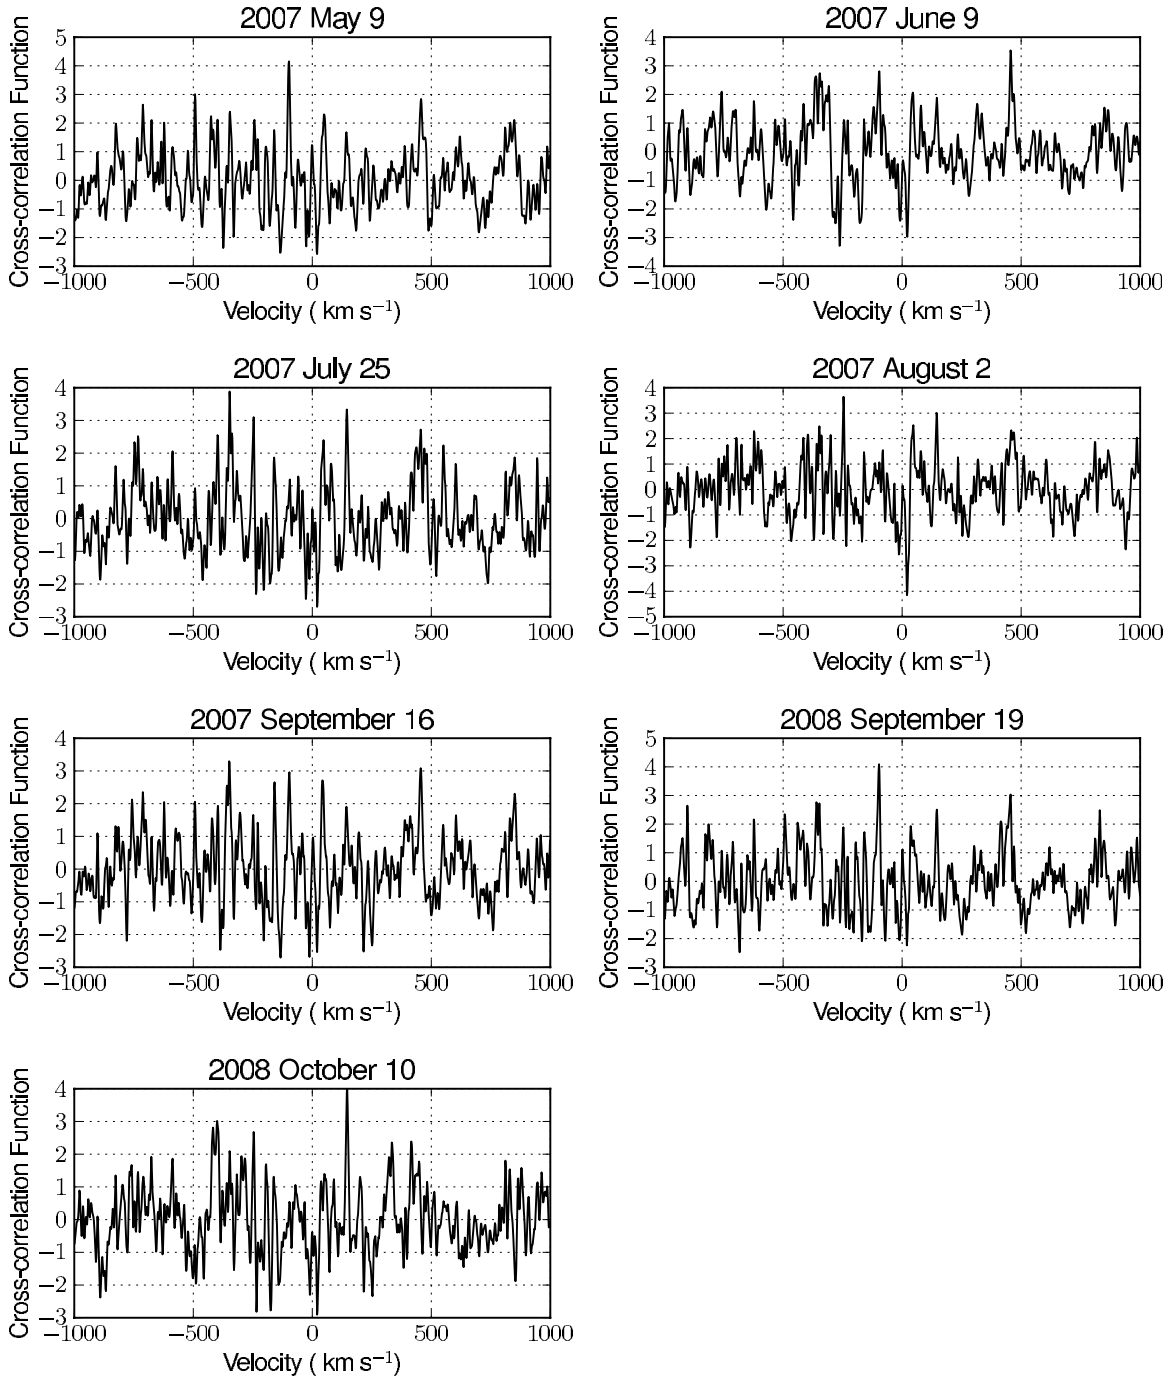 2007 May 9
Cross-correlation Function
5
4
3
2
1
0
−1
−2
−3
−1000 −500 0 500 1000
Velocity ( km s−1)
2007 June 9
Cross-correlation Function
4
3
2
1
0
−1
−2
−3
−4
−1000 −500 0 500 1000
Velocity ( km s−1)
2007 July 25
Cross-correlation Function
4
3
2
1
0
−1
−2
−3
−1000 −500 0 500 1000
Velocity ( km s−1)
2007 August 2
Cross-correlation Function
4
3
2
1
0
−1
−2
−3
−4
−5
−1000 −500 0 500 1000
Velocity ( km s−1)
2007 September 16
Cross-correlation Function
4
3
2
1
0
−1
−2
−3
−1000 −500 0 500 1000
Velocity ( km s−1)
2008 September 19
Cross-correlation Function
5
4
3
2
1
0
−1
−2
−3
−1000 −500 0 500 1000
Velocity ( km s−1)
2008 October 10
Cross-correlation Function
4
3
2
1
0
−1
−2
−3
−1000 −500 0 500 1000
Velocity ( km s−1)